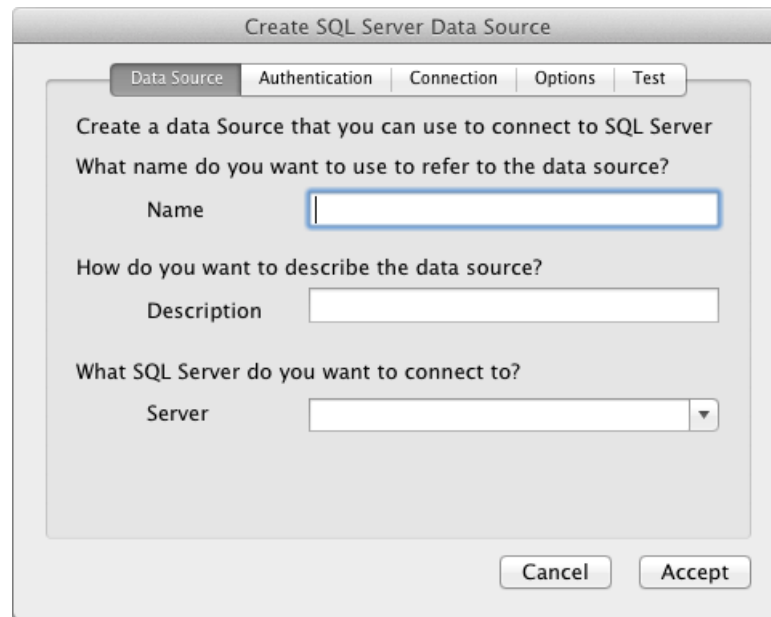 Create SQL Server Data Source
Data Source Authentication Connection Options Test
Create a data Source that you can use to connect to SQL Server
What name do you want to use to refer to the data source?
Name
How do you want to describe the data source?
Description
What SQL Server do you want to connect to?
Server
Cancel Accept